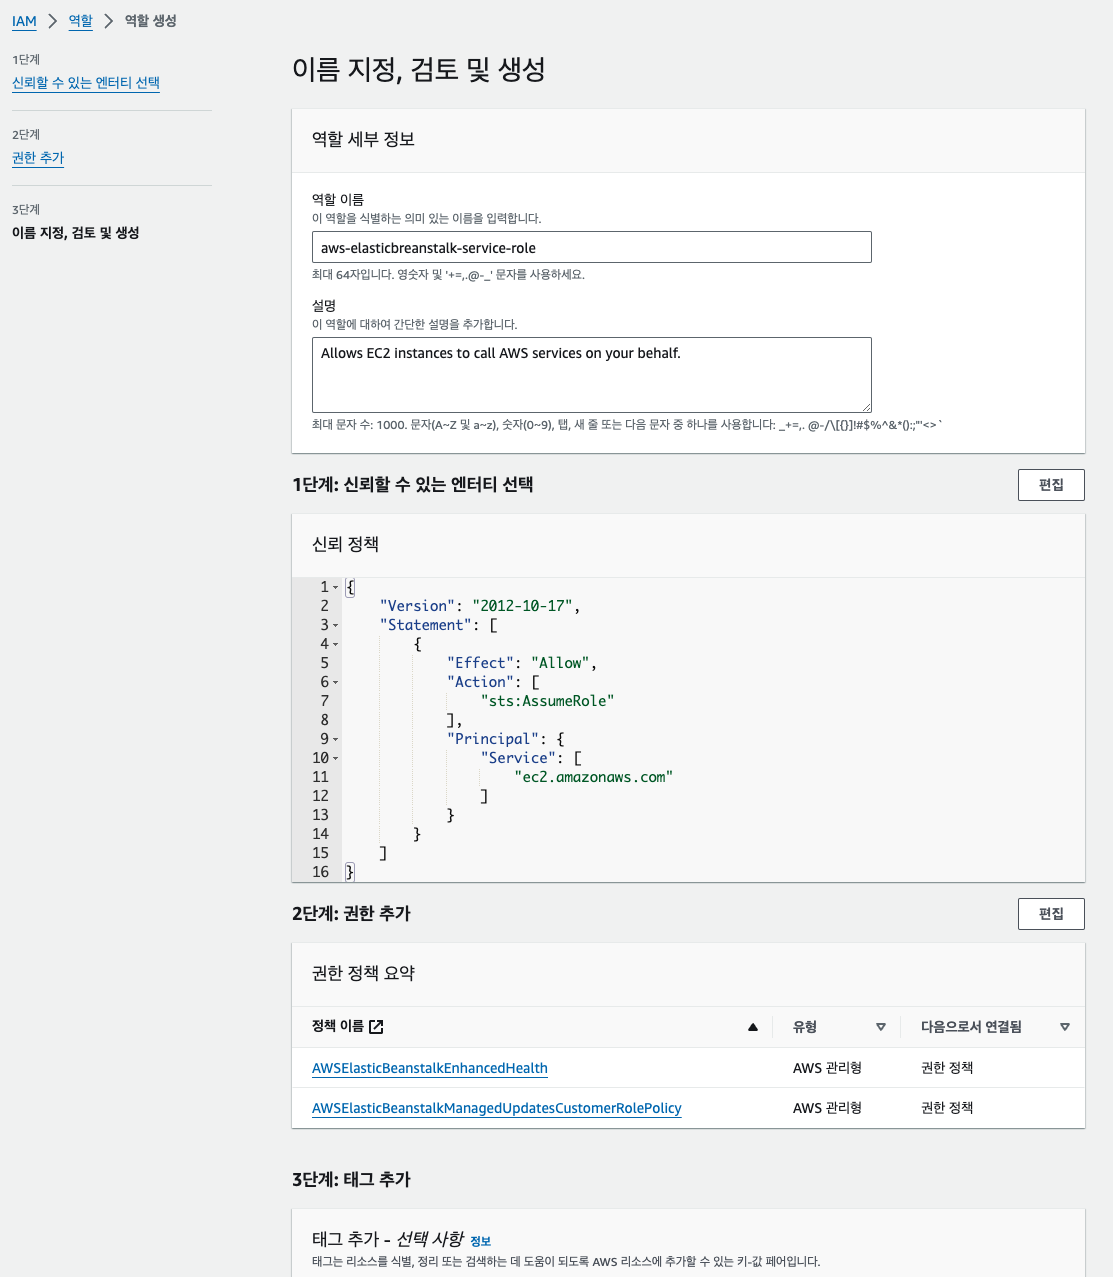 IAM > 역할 > 역할 생성
1단계
신뢰할 수 있는 엔터티 선택
2단계
권한 추가
3단계
이름 지정, 검토 및 생성
이름 지정, 검토 및 생성
역할 세부 정보
역할 이름
이 역할을 식별하는 의미 있는 이름을 입력합니다.
aws-elasticbreanstalk-service-role
최대 64자입니다. 영숫자 및 '+=,.@-_' 문자를 사용하세요.
설명
이 역할에 대하여 간단한 설명을 추가합니다.
Allows EC2 instances to call AWS services on your behalf.
최대 문자 수: 1000. 문자(A~Z 및 a~z), 숫자(0~9), 탭, 새 줄 또는 다음 문자 중 하나를 사용합니다: _+=,. @-/\[{}]!#$%^&*();:"'<>`
1단계: 신뢰할 수 있는 엔터티 선택
편집
신뢰 정책
1 {
2 "Version": "2012-10-17",
3 "Statement": [
4 {
5 "Effect": "Allow",
6 "Action": [
7 "sts:AssumeRole"
8 ],
9 "Principal": {
10 "Service": [
11 "ec2.amazonaws.com"
12 ]
13 }
14 }
15 ]
16 }
2단계: 권한 추가
편집
권한 정책 요약
정책 이름 유형 다음으로서 연결됨
AWSElasticBeanstalkEnhancedHealth AWS 관리형 권한 정책
AWSElasticBeanstalkManagedUpdatesCustomerRolePolicy AWS 관리형 권한 정책
3단계: 태그 추가
태그 추가 - 선택 사항 정보
태그는 리소스를 식별, 정리 또는 검색하는 데 도움이 되도록 AWS 리소스에 추가할 수 있는 키-값 페어입니다.